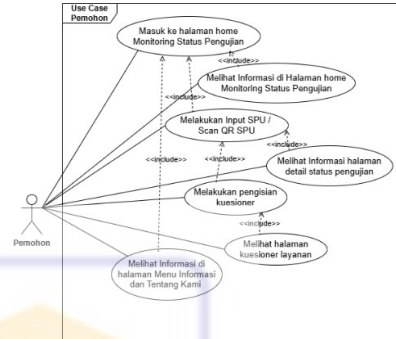 Use Case
Pemohon
Masuk ke halaman home
Monitoring Status Pengujian
<<include>>
Melihat Informasi di Halaman home
Monitoring Status Pengujian
<<include>>
Melakukan Input SPU /
Scan QR SPU
<<include>>
<<include>>
<<include>>
Melihat Informasi halaman
detail status pengujian
Melakukan pengisian
kuesioner
<<include>>
Pemohon
Melihat halaman
kuesioner layanan
Melihat Informasi di
halaman Menu Informasi
dan Tentang Kami